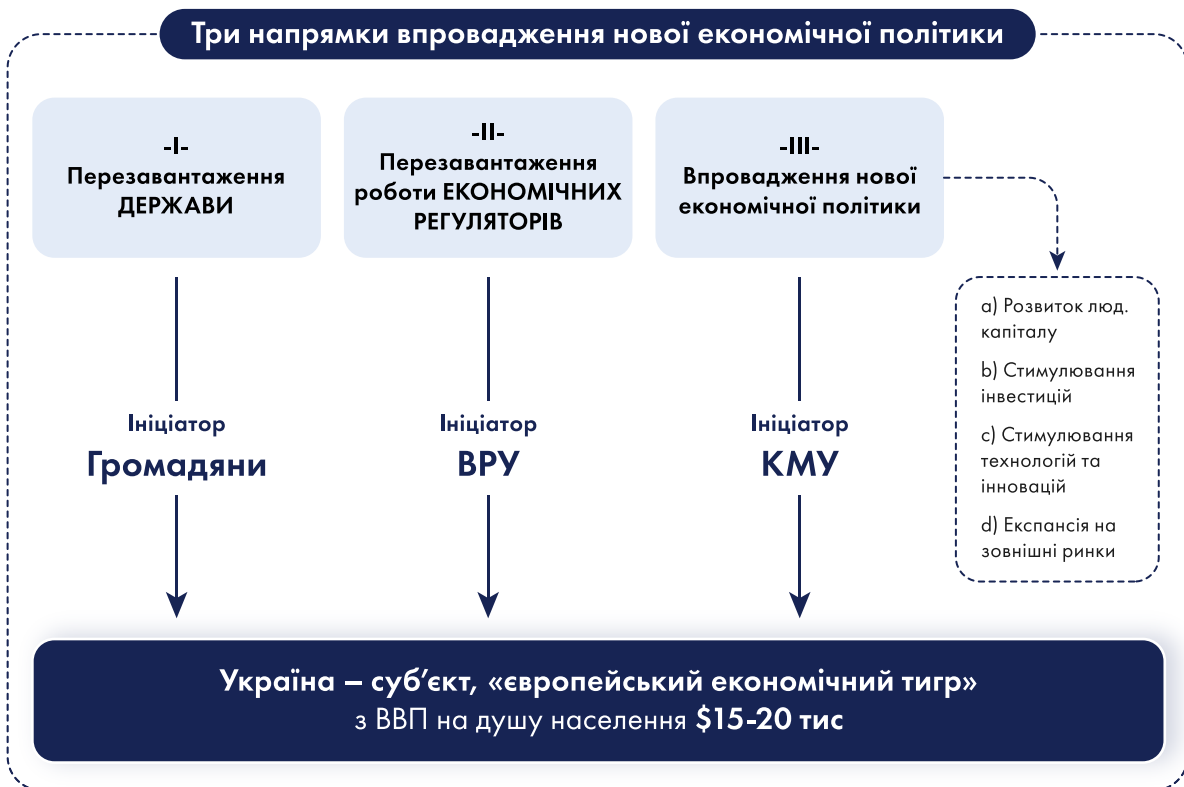 Три напрямки впровадження нової економічної політики
-I-
Перезавантаження
ДЕРЖАВИ
-II-
Перезавантаження
роботи ЕКОНОМІЧНИХ
РЕГУЛЯТОРІВ
-III-
Впровадження нової
економічної політики
a) Розвиток люд.
капіталу
b) Стимулювання
інвестицій
c) Стимулювання
технологій та
інновацій
d) Експансія на
зовнішні ринки
Ініціатор
Громадяни
Ініціатор
ВРУ
Ініціатор
КМУ
Україна – суб’єкт, «європейський економічний тигр»
з ВВП на душу населення $15-20 тис